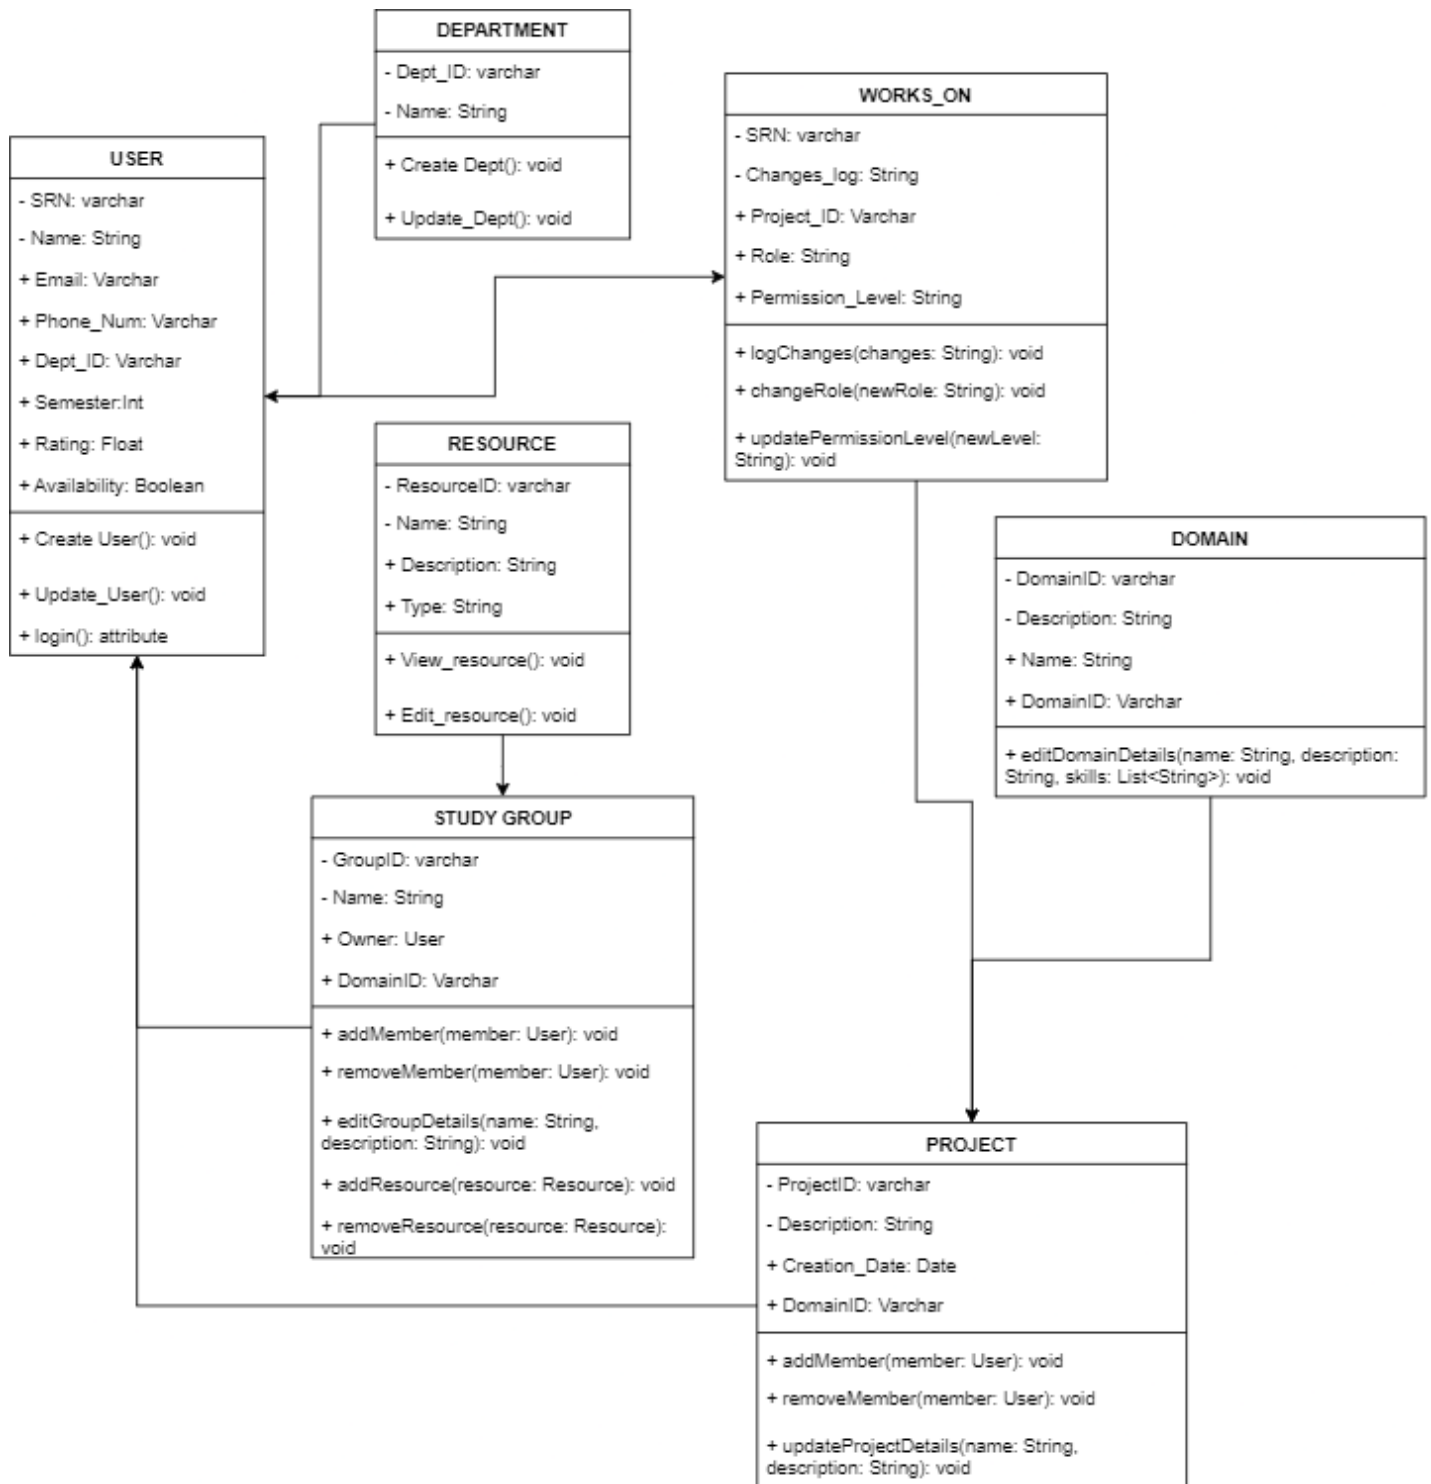 DEPARTMENT
- Dept_ID: varchar
- Name: String
+ Create Dept(): void
+ Update_Dept(): void
WORKS_ON
- SRN: varchar
- Changes_log: String
+ Project_ID: Varchar
+ Role: String
+ Permission_Level: String
+ logChanges(changes: String): void
+ changeRole(newRole: String): void
+ updatePermissionLevel(newLevel:
String): void
USER
- SRN: varchar
- Name: String
+ Email: Varchar
+ Phone_Num: Varchar
+ Dept_ID: Varchar
+ Semester:Int
+ Rating: Float
+ Availability: Boolean
+ Create User(): void
+ Update_User(): void
+ login(): attribute
RESOURCE
- ResourceID: varchar
- Name: String
+ Description: String
+ Type: String
+ View_resource(): void
+ Edit_resource(): void
DOMAIN
- DomainID: varchar
- Description: String
+ Name: String
+ DomainID: Varchar
+ editDomainDetails(name: String, description:
String, skills: List<String>): void
STUDY GROUP
- GroupID: varchar
- Name: String
+ Owner: User
+ DomainID: Varchar
+ addMember(member: User): void
+ removeMember(member: User): void
+ editGroupDetails(name: String,
description: String): void
+ addResource(resource: Resource): void
+ removeResource(resource: Resource):
void
PROJECT
- ProjectID: varchar
- Description: String
+ Creation_Date: Date
+ DomainID: Varchar
+ addMember(member: User): void
+ removeMember(member: User): void
+ updateProjectDetails(name: String,
description: String): void